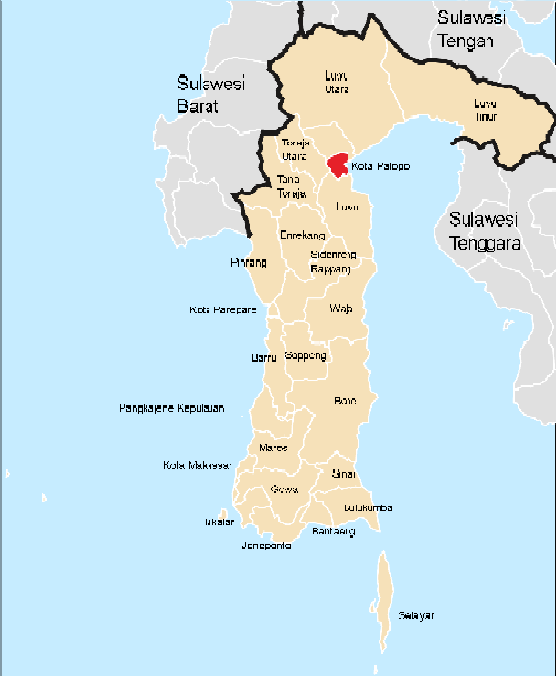 Sulawesi
Tengah
Sulawesi
Barat
Luwu
Utara
Luwu
Timur
Toraja
Utara
Kota Palopo
Tana
Toraja
Luwu
Sulawesi
Tenggara
Enrekang
Sidenreng
Rappang
Pinrang
Kota Parepare
Wajo
Barru
Soppeng
Bone
Pangkajene Kepulauan
Maros
Kota Makassar
Sinjai
Gowa
Bulukumba
Takalar
Bantaeng
Jeneponto
Selayar